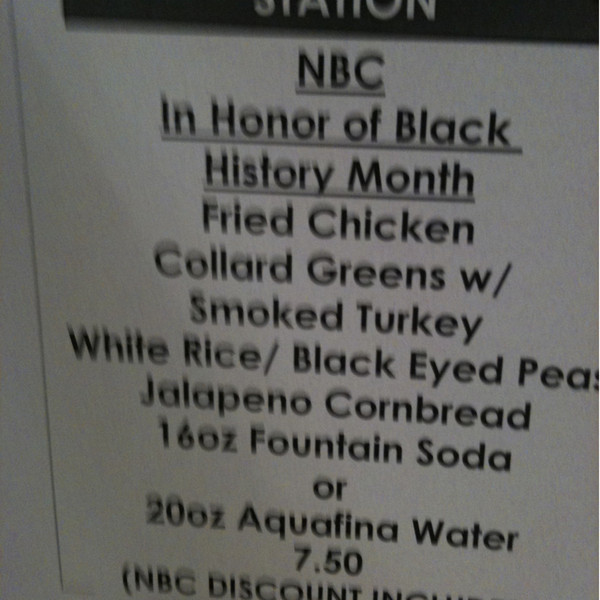 STATION
NBC
In Honor of Black
History Month
Fried Chicken
Collard Greens w/
Smoked Turkey
White Rice/ Black Eyed Peas
Jalapeno Cornbread
16oz Fountain Soda
or
20oz Aquafina Water
7.50
(NBC DISCOUNT